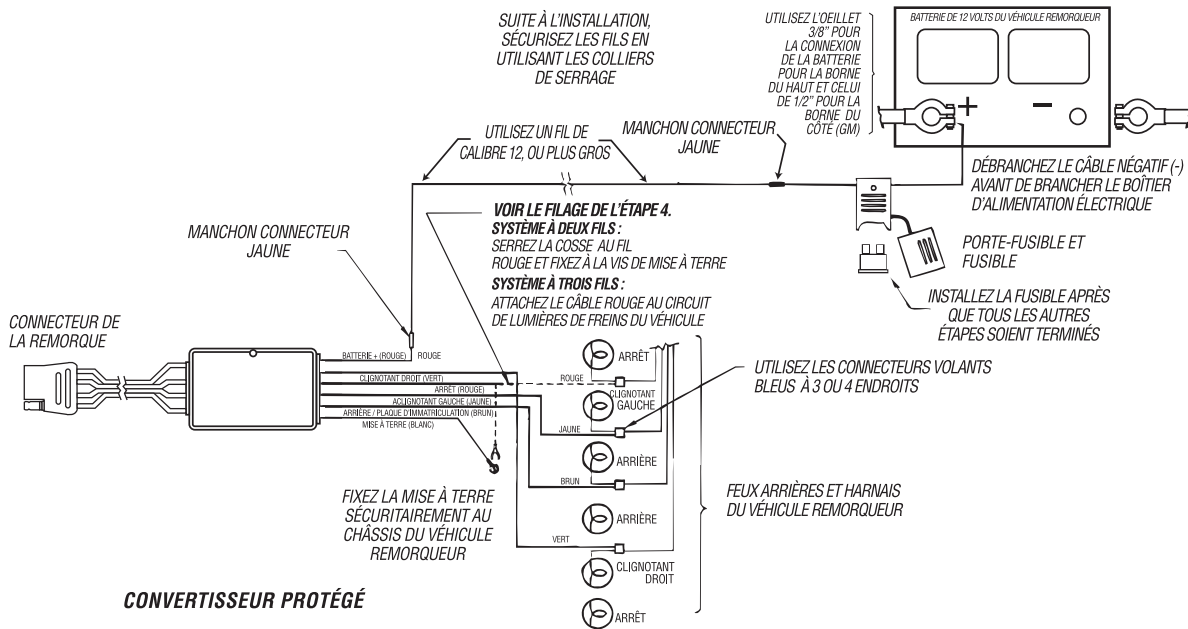 SUITE À L'INSTALLATION,
SÉCURISEZ LES FILS EN
UTILISANT LES COLLIERS
DE SERRAGE
UTILISEZ L'OEILLET
3/8" POUR
LA CONNEXION
DE LA BATTERIE
POUR LA BORNE
DU HAUT ET CELUI
DE 1/2" POUR LA
BORNE DU
CÔTÉ (GM)
BATTERIE DE 12 VOLTS DU VÉHICULE REMORQUEUR
+
–
UTILISEZ UN FIL DE
CALIBRE 12, OU PLUS GROS
MANCHON CONNECTEUR
JAUNE
DÉBRANCHEZ LE CÂBLE NÉGATIF (-)
AVANT DE BRANCHER LE BOÎTIER
D'ALIMENTATION ÉLECTRIQUE
VOIR LE FILAGE DE L'ÉTAPE 4.
SYSTÈME À DEUX FILS :
SERREZ LA COSSE AU FIL
ROUGE ET FIXEZ À LA VIS DE MISE À TERRE
SYSTÈME À TROIS FILS :
ATTACHEZ LE CÂBLE ROUGE AU CIRCUIT
DE LUMIÈRES DE FREINS DU VÉHICULE
MANCHON CONNECTEUR
JAUNE
PORTE-FUSIBLE ET
FUSIBLE
INSTALLEZ LA FUSIBLE APRÈS
QUE TOUS LES AUTRES
ÉTAPES SOIENT TERMINÉS
CONNECTEUR DE
LA REMORQUE
BATTERIE + (ROUGE)
ROUGE
CLIGNOTANT DROIT (VERT)
ARRÊT (ROUGE)
ACLIGNOTANT GAUCHE (JAUNE)
ARRIÈRE / PLAQUE D'IMMATRICULATION (BRUN)
MISE À TERRE (BLANC)
ARRÊT
ROUGE
CLIGNOTANT
GAUCHE
JAUNE
ARRIÈRE
BRUN
ARRIÈRE
VERT
CLIGNOTANT
DROIT
ARRÊT
UTILISEZ LES CONNECTEURS VOLANTS
BLEUS À 3 OU 4 ENDROITS
FEUX ARRIÈRES ET HARNAIS
DU VÉHICULE REMORQUEUR
FIXEZ LA MISE À TERRE
SÉCURITAIREMENT AU
CHÂSSIS DU VÉHICULE
REMORQUEUR
CONVERTISSEUR PROTÉGÉ